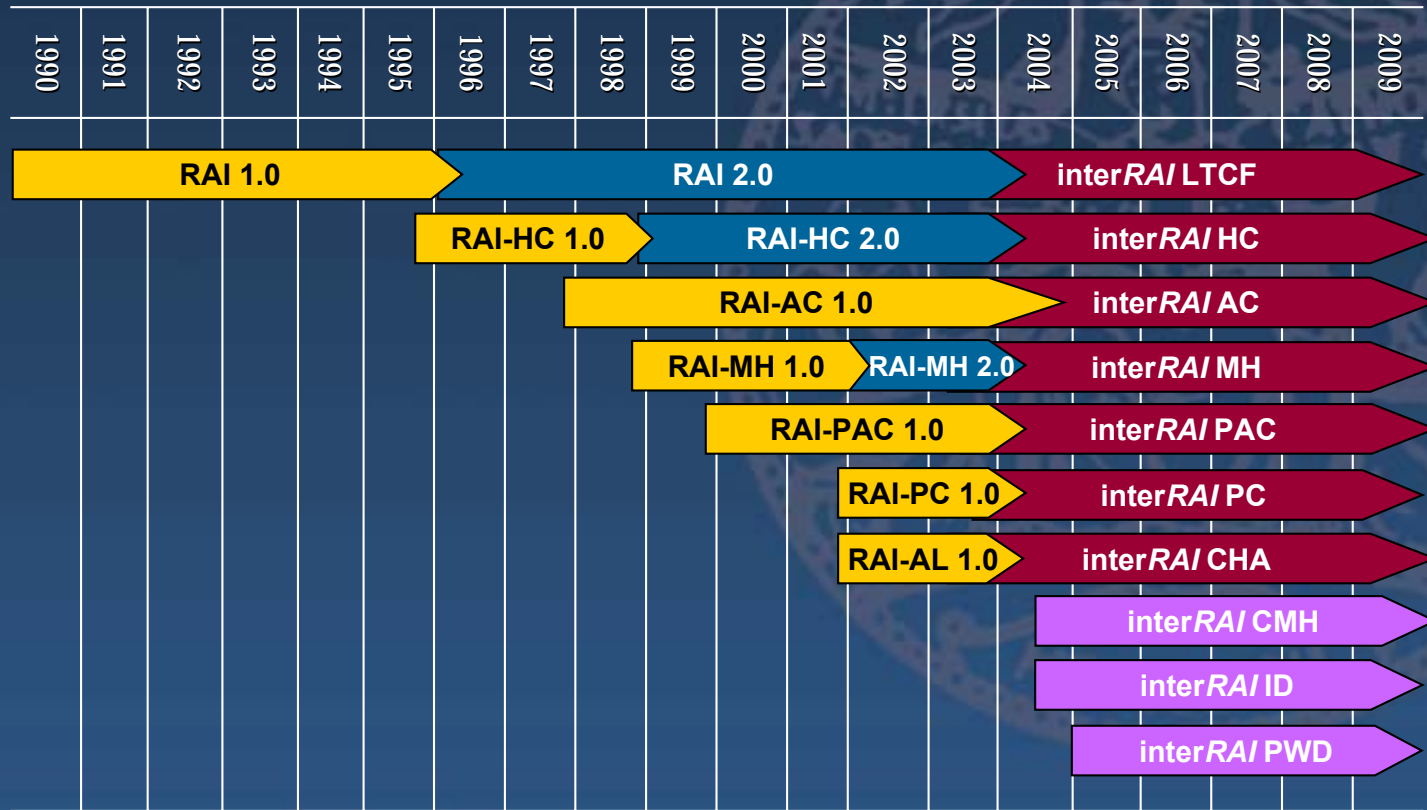 1990 1991 1992 1993 1994 1995 1996 1997 1998 1999 2000 2001 2002 2003 2004 2005 2006 2007 2008 2009
RAI 1.0 RAI 2.0 interRAI LTCF
RAI-HC 1.0 RAI-HC 2.0 interRAI HC
RAI-AC 1.0 interRAI AC
RAI-MH 1.0 RAI-MH 2.0 interRAI MH
RAI-PAC 1.0 interRAI PAC
RAI-PC 1.0 interRAI PC
RAI-AL 1.0 interRAI CHA
interRAI CMH
interRAI ID
interRAI PWD